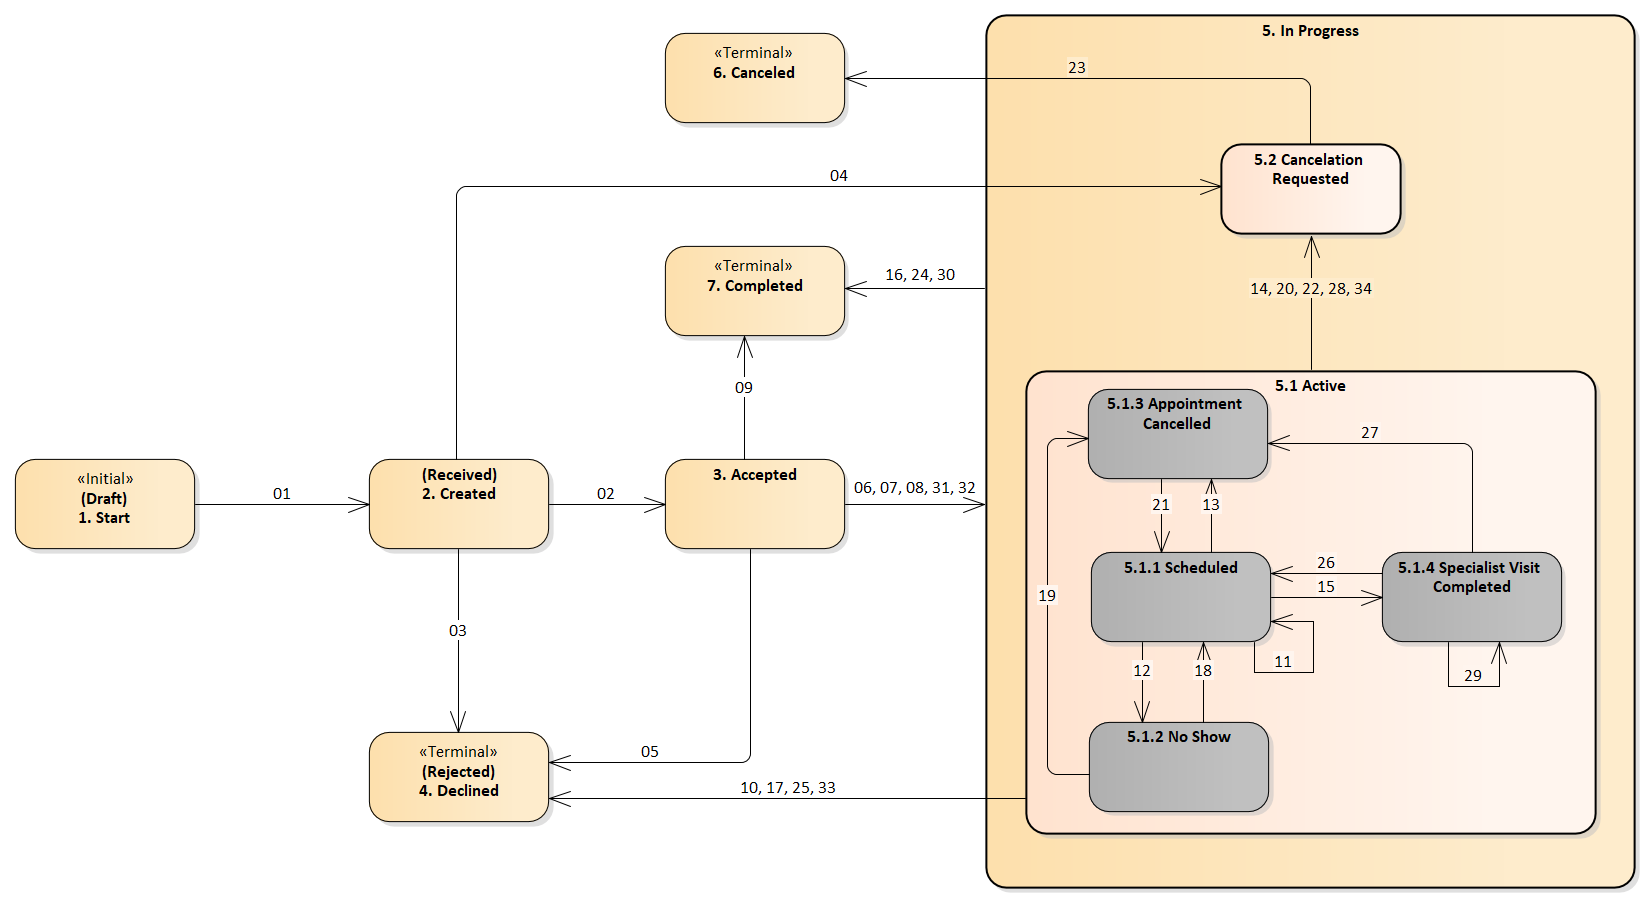 5. In Progress
«Terminal»
6. Canceled
23
5.2 Cancelation
Requested
04
«Terminal»
7. Completed
16, 24, 30
14, 20, 22, 28, 34
09
5.1 Active
5.1.3 Appointment
Cancelled
27
«Initial»
(Draft)
1. Start
01
(Received)
2. Created
02
3. Accepted
06, 07, 08, 31, 32
21
13
5.1.1 Scheduled
26
15
5.1.4 Specialist Visit
Completed
19
03
12
18
11
29
5.1.2 No Show
«Terminal»
(Rejected)
4. Declined
05
10, 17, 25, 33